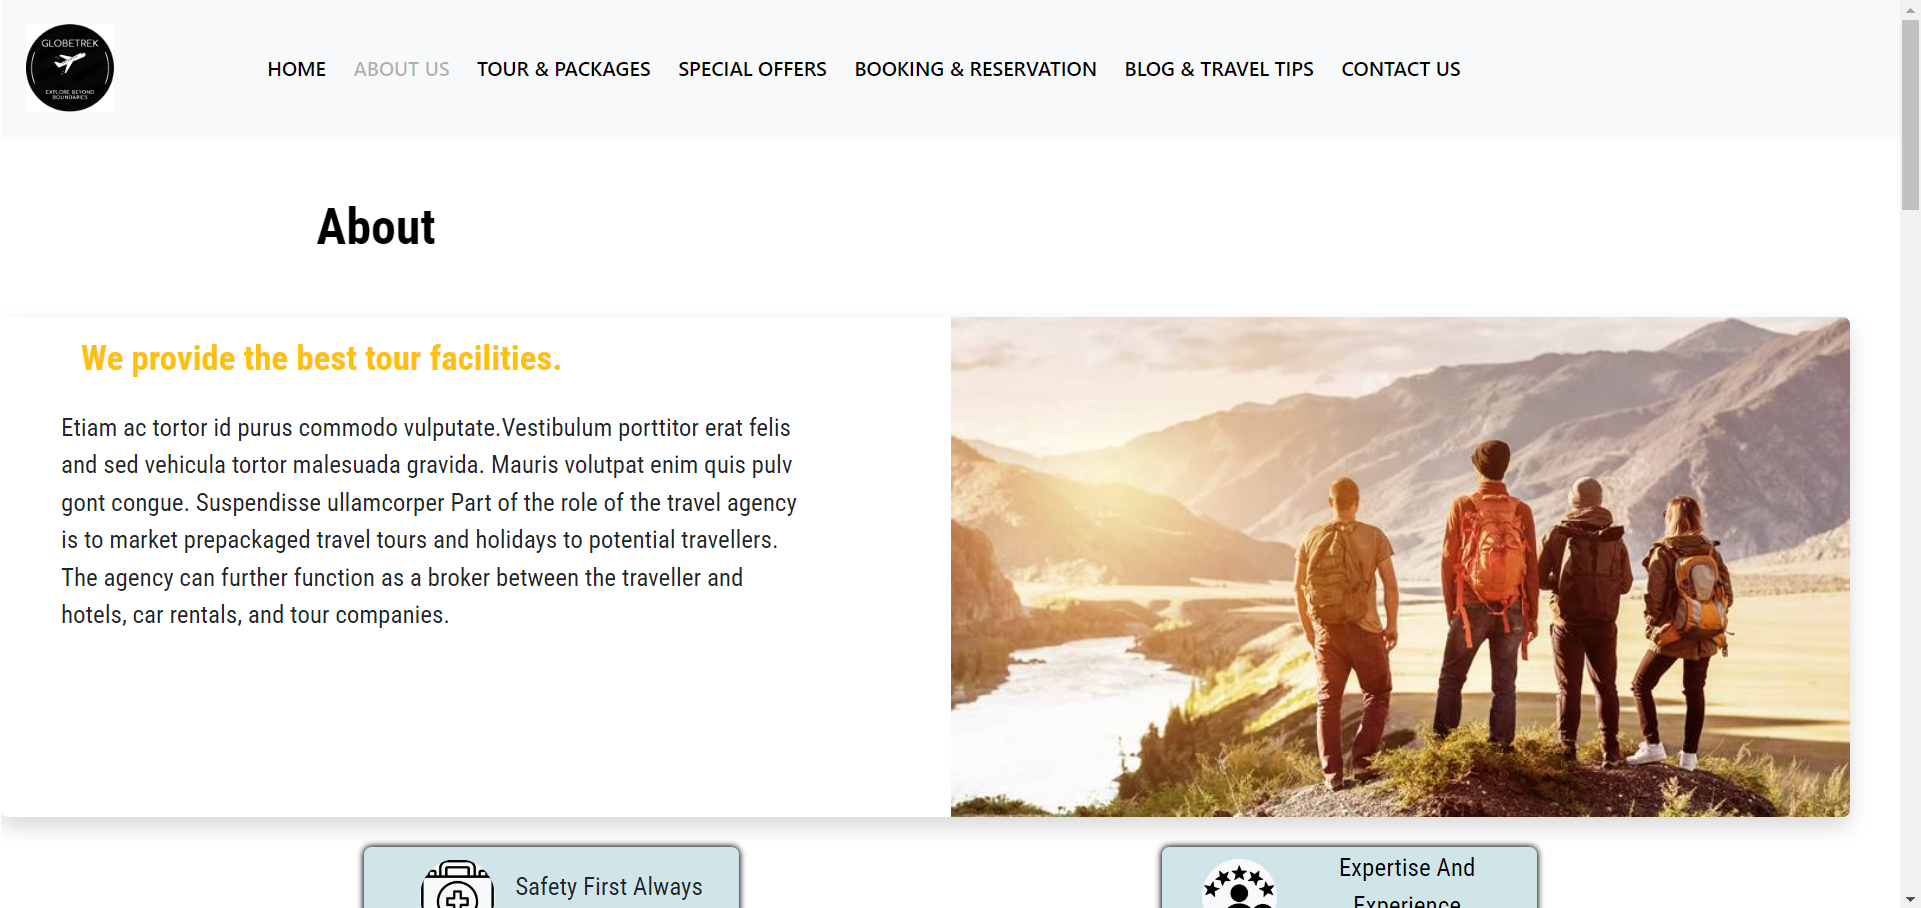 GLOBETREK
EXPLORE BEYOND
BOUNDARIES
HOME ABOUT US TOUR & PACKAGES SPECIAL OFFERS BOOKING & RESERVATION BLOG & TRAVEL TIPS CONTACT US
About
We provide the best tour facilities.
Etiam ac tortor id purus commodo vulputate.Vestibulum porttitor erat felis
and sed vehicula tortor malesuada gravida. Mauris volutpat enim quis pulv
gont congue. Suspendisse ullamcorper Part of the role of the travel agency
is to market prepackaged travel tours and holidays to potential travellers.
The agency can further function as a broker between the traveller and
hotels, car rentals, and tour companies.
Safety First Always
Expertise And
Experience